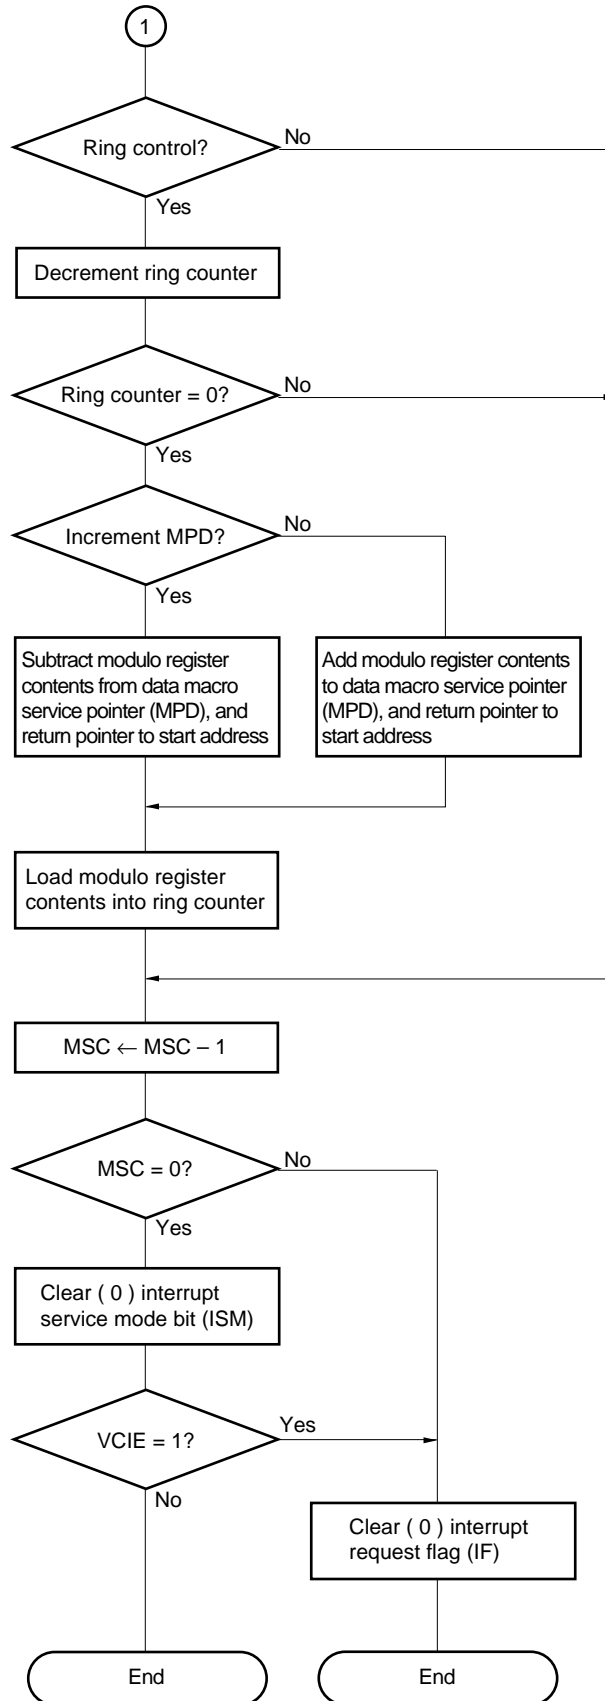 1
Ring control?
No
Yes
Decrement ring counter
Ring counter = 0?
No
Yes
Increment MPD?
No
Yes
Subtract modulo register
contents from data macro
service pointer (MPD), and
return pointer to start address
Add modulo register contents
to data macro service pointer
(MPD), and return pointer to
start address
Load modulo register
contents into ring counter
MSC ← MSC – 1
MSC = 0?
No
Yes
Clear ( 0 ) interrupt
service mode bit (ISM)
VCIE = 1?
Yes
No
Clear ( 0 ) interrupt
request flag (IF)
End
End